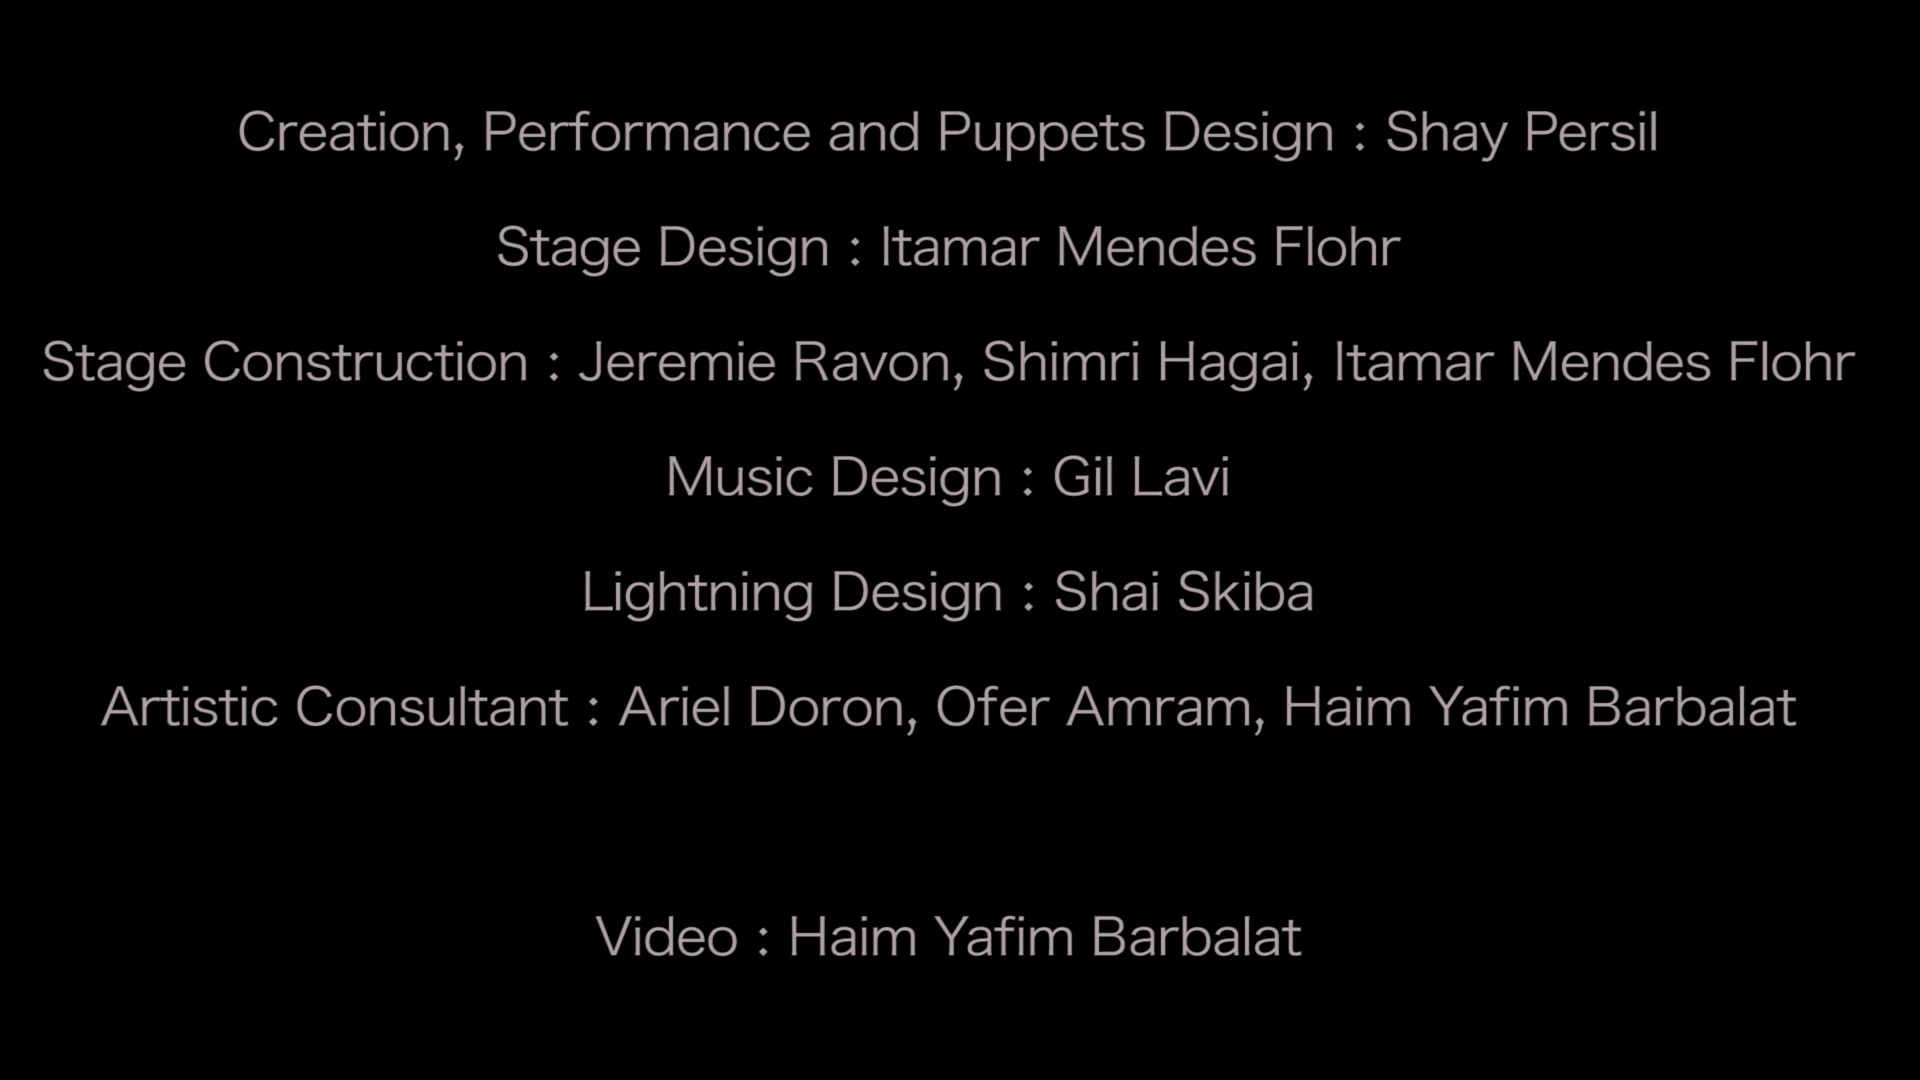 Creation, Performance and Puppets Design : Shay Persil
Stage Design : Itamar Mendes Flohr
Stage Construction : Jeremie Ravon, Shimri Hagai, Itamar Mendes Flohr
Music Design : Gil Lavi
Lightning Design : Shai Skiba
Artistic Consultant : Ariel Doron, Ofer Amram, Haim Yafim Barbalat
Video : Haim Yafim Barbalat